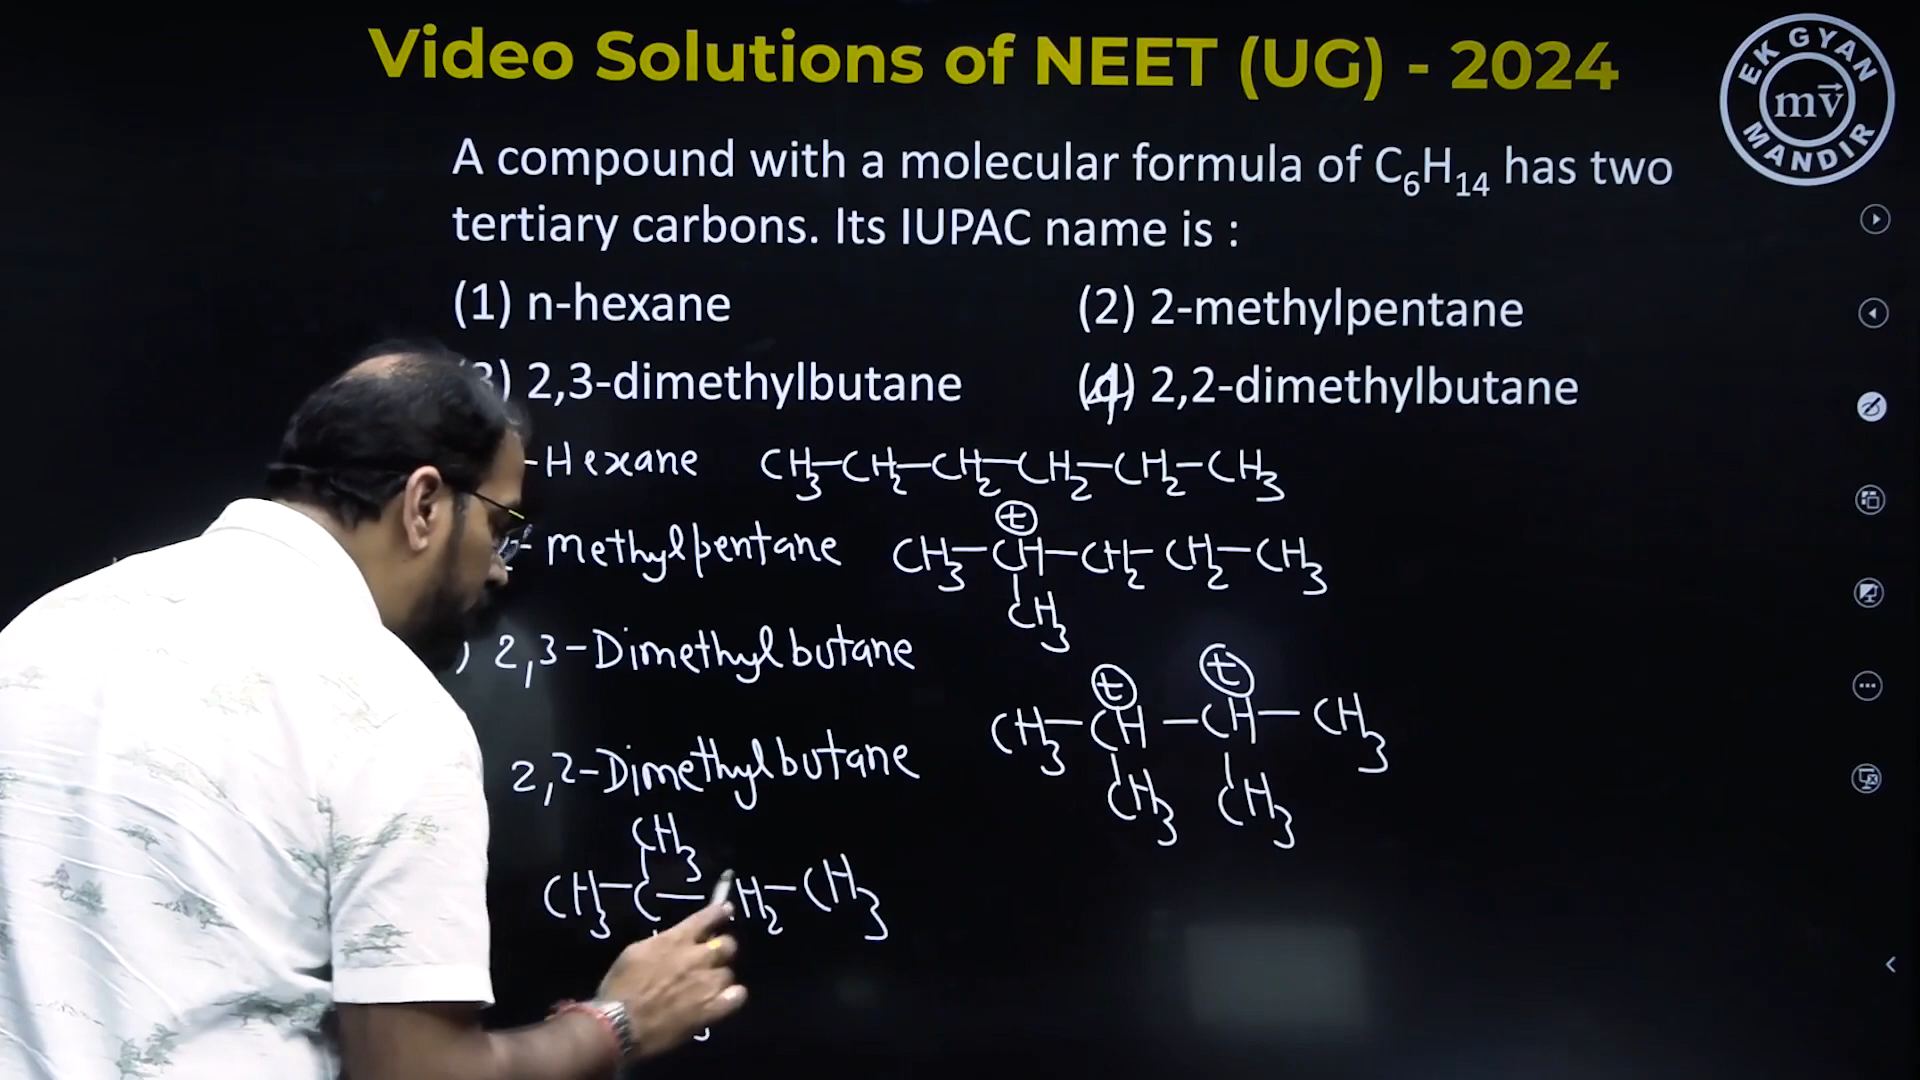 Video Solutions of NEET (UG) - 2024
EK GYAN
mv⃗
MANDIR
A compound with a molecular formula of C₆H₁₄ has two
tertiary carbons. Its IUPAC name is :
(1) n-hexane (2) 2-methylpentane
3) 2,3-dimethylbutane (4) 2,2-dimethylbutane
-Hexane CH₃–CH₂–CH₂–CH₂–CH₂–CH₃
t
- methylpentane CH₃–CH–CH₂–CH₂–CH₃
CH₃
) 2,3-Dimethylbutane
t t
CH₃–CH–CH–CH₃
CH₃ CH₃
2,2-Dimethylbutane
CH₃
CH₃–C– H₂–CH₃